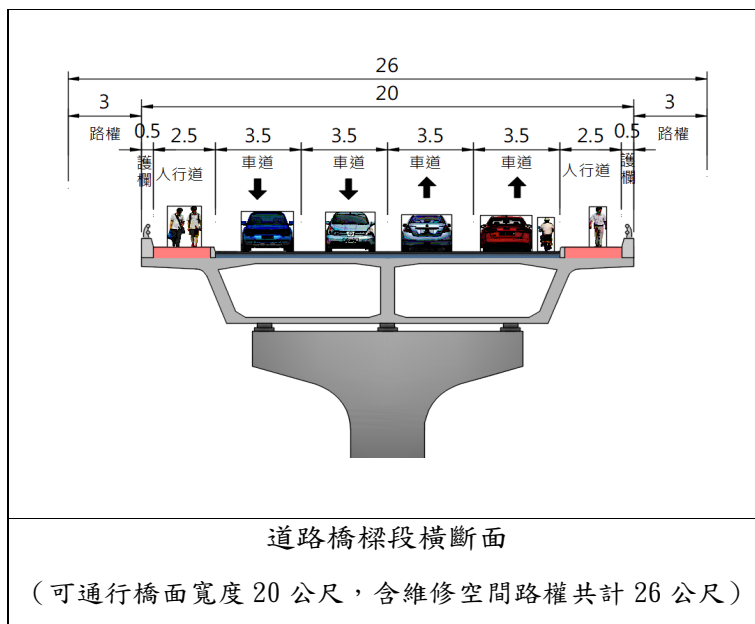 26
20
3
3
路權
0.5
2.5
3.5
3.5
3.5
3.5
2.5
0.5
路權
護欄
人行道
車道
車道
車道
車道
人行道
護欄
道路橋樑段橫斷面
（可通行橋面寬度 20 公尺，含維修空間路權共計 26 公尺）